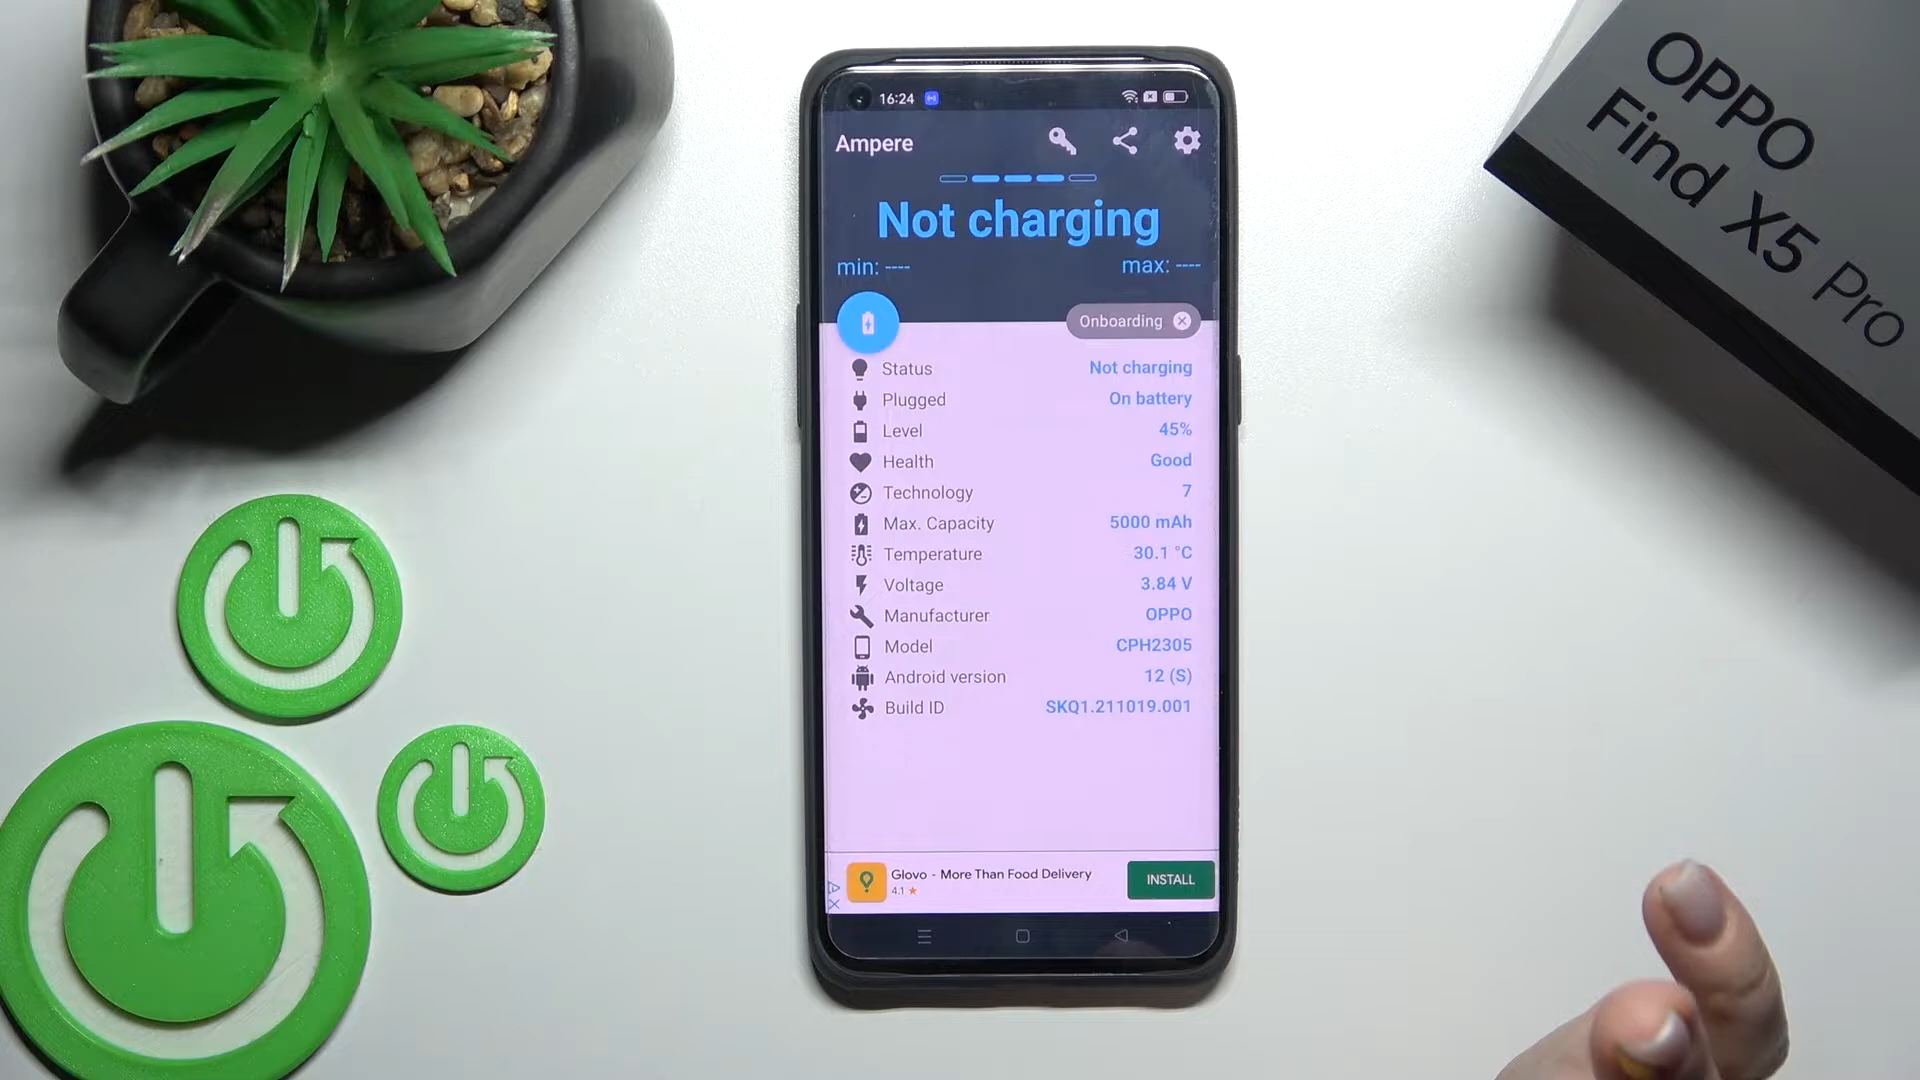 16:24
Ampere
Not charging
min: ----
max: ----
Onboarding
Status Not charging
Plugged On battery
Level 45%
Health Good
Technology 7
Max. Capacity 5000 mAh
Temperature 30.1 °C
Voltage 3.84 V
Manufacturer OPPO
Model CPH2305
Android version 12 (S)
Build ID SKQ1.211019.001
Glovo - More Than Food Delivery
4.1 ★
INSTALL
OPPO
Find X5 Pro